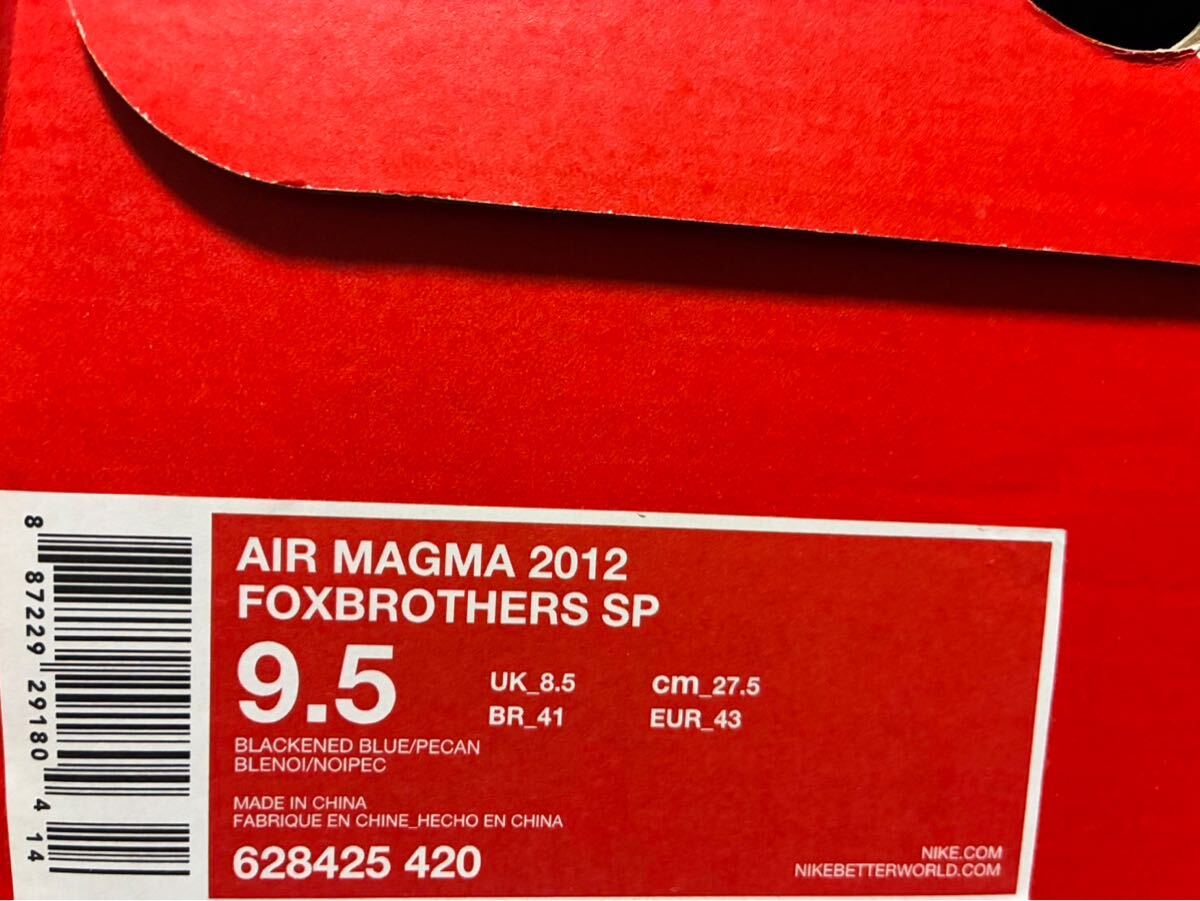 AIR MAGMA 2012
FOXBROTHERS SP
9.5
UK_8.5 cm_27.5
BR_41 EUR_43
BLACKENED BLUE/PECAN
BLENOI/NOIPEC
MADE IN CHINA
FABRIQUE EN CHINE_HECHO EN CHINA
628425 420
NIKE.COM
NIKEBETTERWORLD.COM
8 87229 29180 4 14